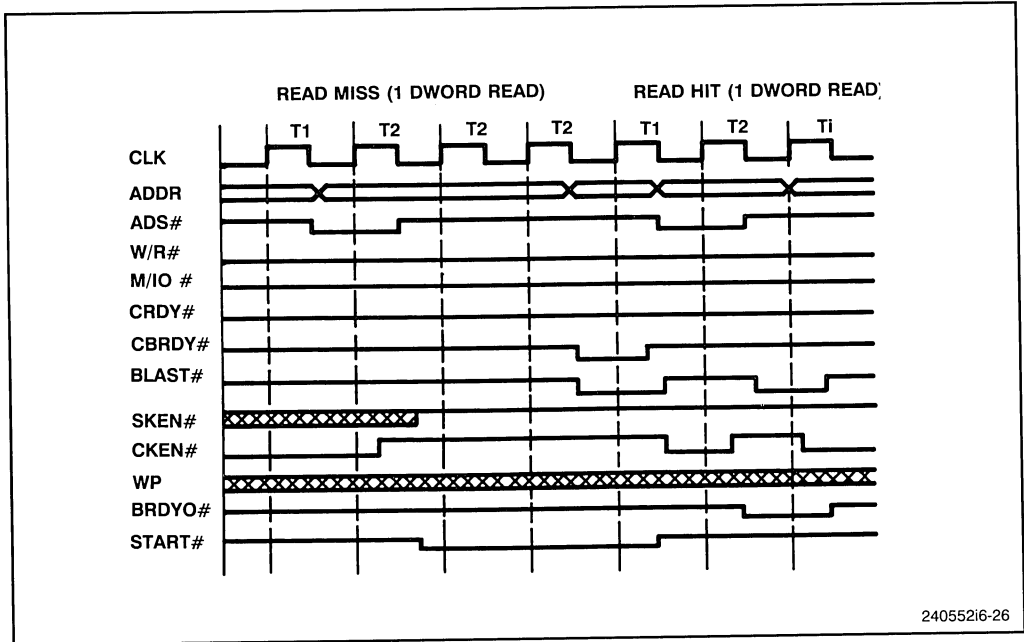 READ MISS (1 DWORD READ) READ HIT (1 DWORD READ)
T1 T2 T2 T2 T1 T2 Ti
CLK
ADDR
ADS#
W/R#
M/IO #
CRDY#
CBRDY#
BLAST#
SKEN#
CKEN#
WP
BRDYO#
START#
240552i6-26